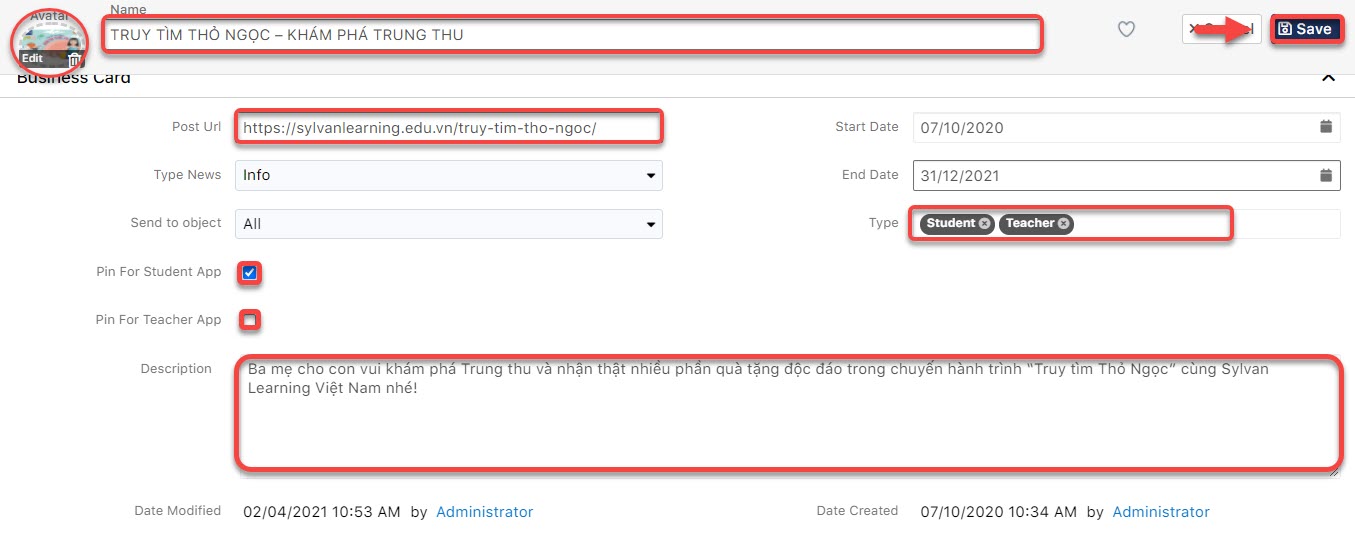 Avatar
Name
Edit
TRUY TÌM THỎ NGỌC – KHÁM PHÁ TRUNG THU
Save
Business Card
Post Url
https://sylvanlearning.edu.vn/truy-tim-tho-ngoc/
Start Date
07/10/2020
Type News
Info
End Date
31/12/2021
Send to object
All
Type
Student
Teacher
Pin For Student App
Pin For Teacher App
Description
Ba mẹ cho con vui khám phá Trung thu và nhận thật nhiều phần quà tặng độc đáo trong chuyến hành trình “Truy tìm Thỏ Ngọc” cùng Sylvan
Learning Việt Nam nhé!
Date Modified
02/04/2021 10:53 AM by Administrator
Date Created
07/10/2020 10:34 AM by Administrator